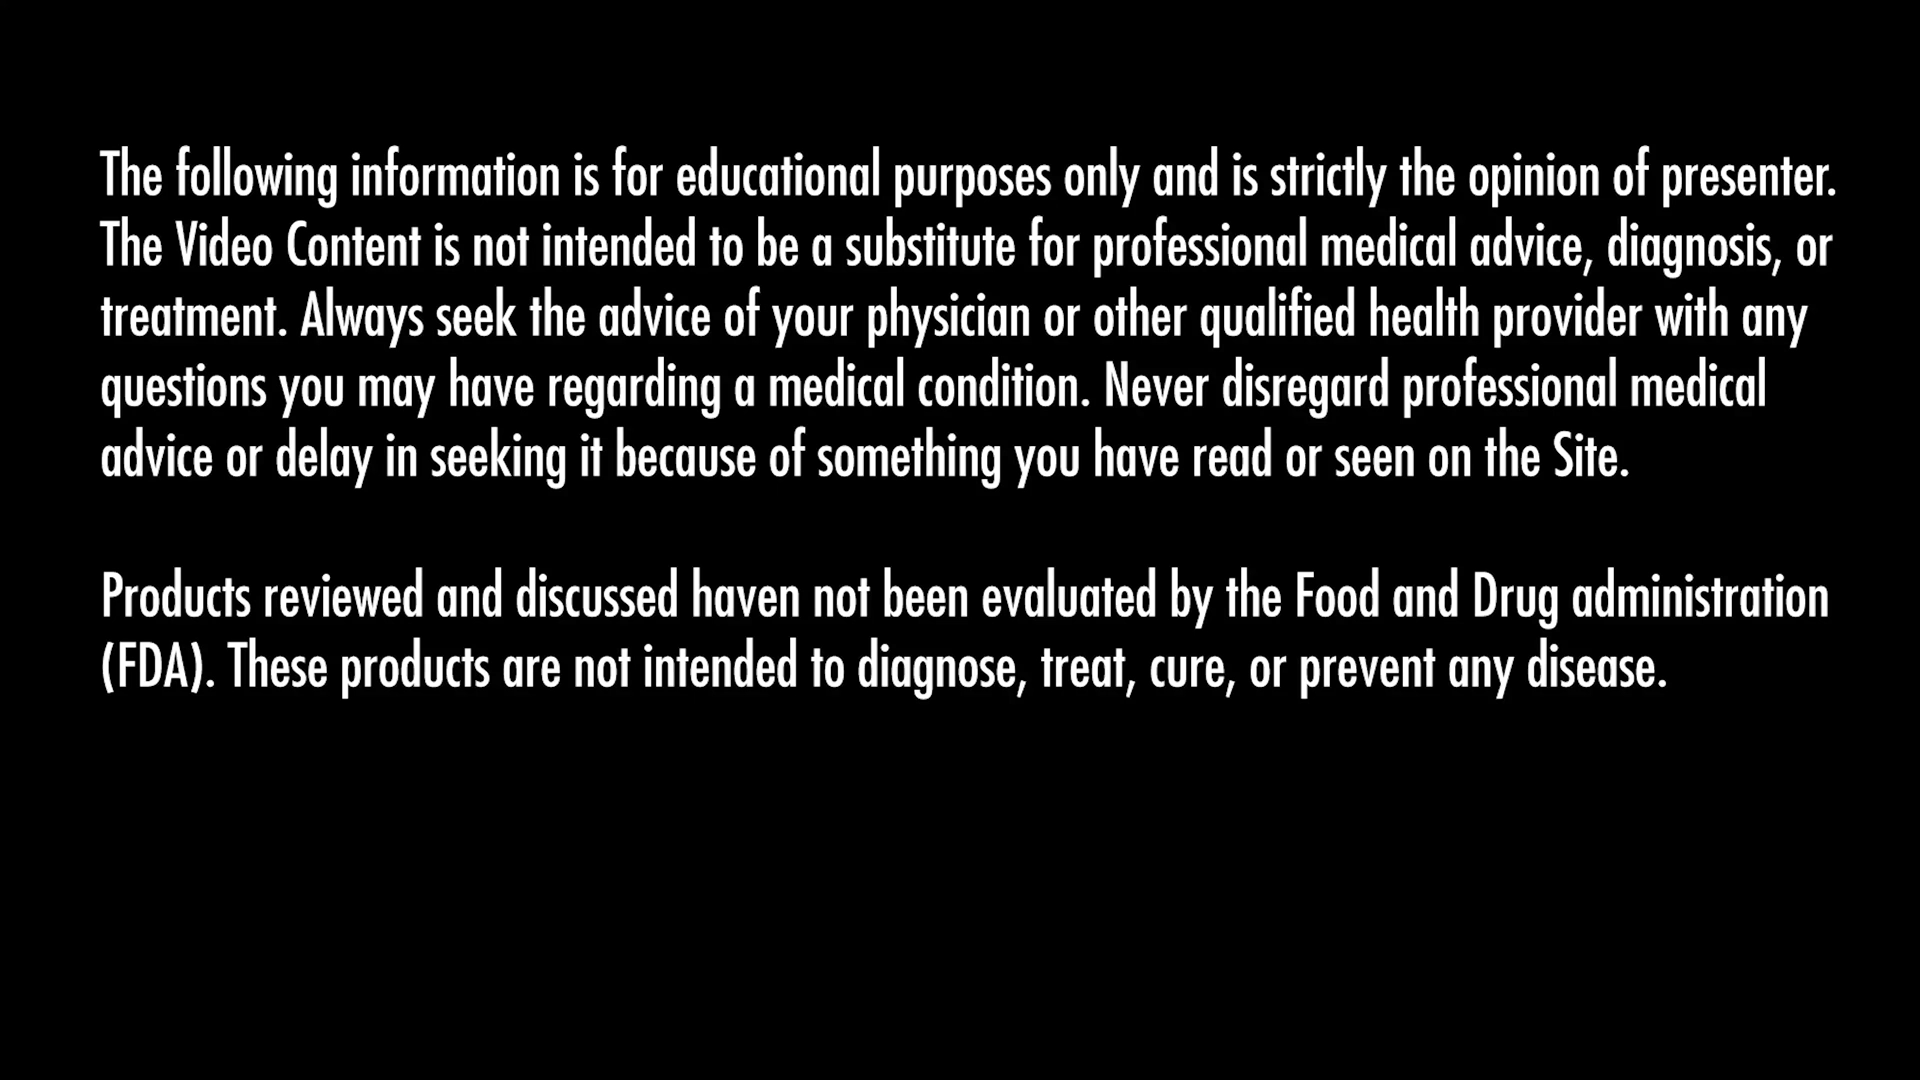 The following information is for educational purposes only and is strictly the opinion of presenter.
The Video Content is not intended to be a substitute for professional medical advice, diagnosis, or
treatment. Always seek the advice of your physician or other qualified health provider with any
questions you may have regarding a medical condition. Never disregard professional medical
advice or delay in seeking it because of something you have read or seen on the Site.
Products reviewed and discussed haven not been evaluated by the Food and Drug administration
(FDA). These products are not intended to diagnose, treat, cure, or prevent any disease.